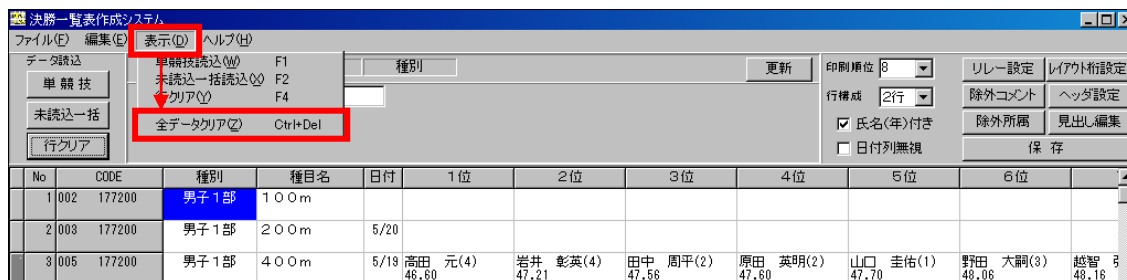 決勝一覧表作成システム
ファイル(F) 編集(E) 表示(D) ヘルプ(H)
データ読込
単競技
未読込一括
行クリア
単競技読込(W) F1
未読込一括読込(X) F2
行クリア(Y) F4
全データクリア(Z) Ctrl+Del
種別
更新
印刷順位 8
行構成 2行
氏名(年)付き
日付列無視
リレー設定 レイアウト桁設定
除外コメント ヘッダ設定
除外所属 見出し編集
保存
No CODE 種別 種目名 日付 1位 2位 3位 4位 5位 6位
1 002 177200 男子1部 100m
2 003 177200 男子1部 200m 5/20
3 005 177200 男子1部 400m 5/19 高田 元(4) 岩井 彰英(4) 田中 周平(2) 原田 英明(2) 山口 圭佑(1) 野田 大嗣(3) 越智
46.60 47.21 47.56 47.60 47.70 48.06 48.16